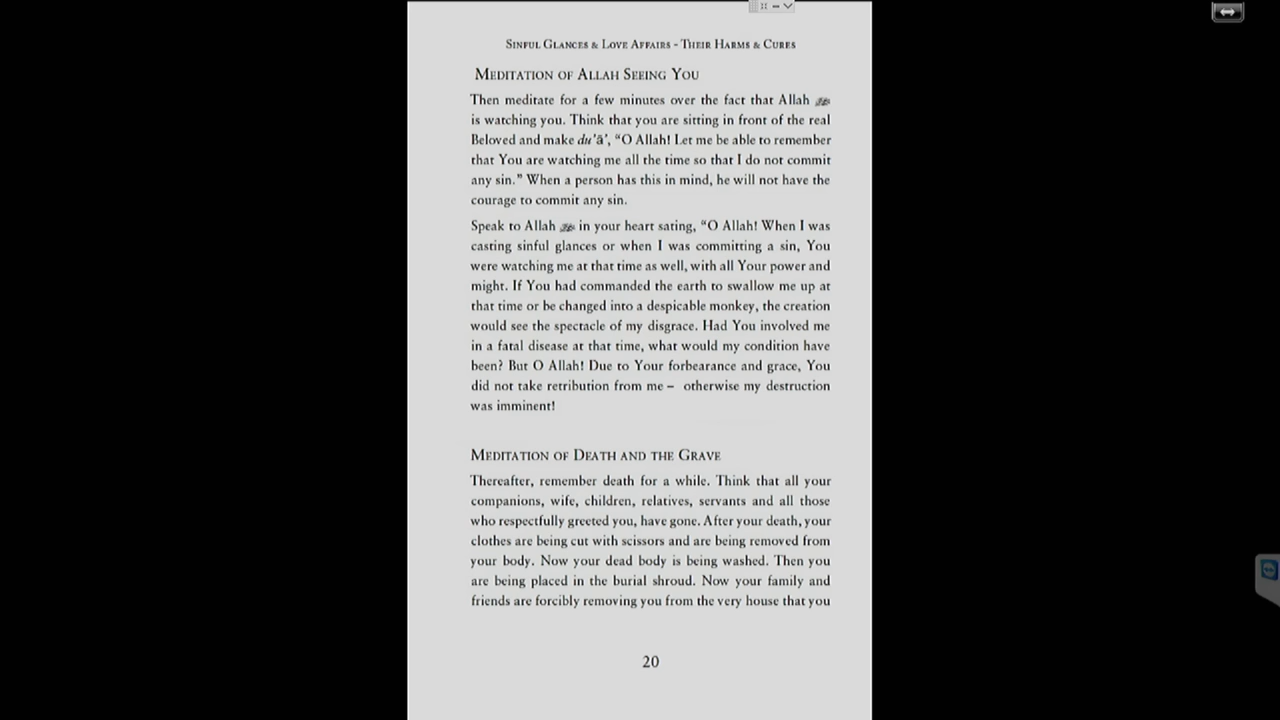 Sinful Glances & Love Affairs - Their Harms & Cures
Meditation of Allah Seeing You
Then meditate for a few minutes over the fact that Allah
is watching you. Think that you are sitting in front of the real
Beloved and make du'ā', “O Allah! Let me be able to remember
that You are watching me all the time so that I do not commit
any sin.” When a person has this in mind, he will not have the
courage to commit any sin.
Speak to Allah in your heart sating, “O Allah! When I was
casting sinful glances or when I was committing a sin, You
were watching me at that time as well, with all Your power and
might. If You had commanded the earth to swallow me up at
that time or be changed into a despicable monkey, the creation
would see the spectacle of my disgrace. Had You involved me
in a fatal disease at that time, what would my condition have
been? But O Allah! Due to Your forbearance and grace, You
did not take retribution from me – otherwise my destruction
was imminent!
Meditation of Death and the Grave
Thereafter, remember death for a while. Think that all your
companions, wife, children, relatives, servants and all those
who respectfully greeted you, have gone. After your death, your
clothes are being cut with scissors and are being removed from
your body. Now your dead body is being washed. Then you
are being placed in the burial shroud. Now your family and
friends are forcibly removing you from the very house that you
20